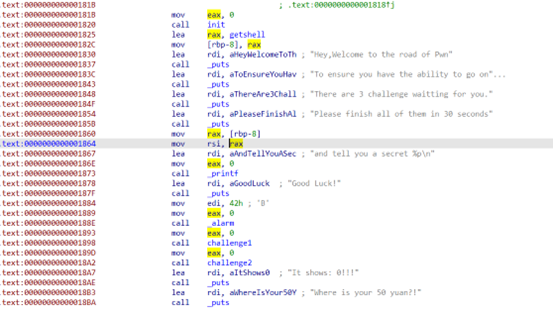 ; .text:0000000000001818↑j
.text:000000000000181B mov eax, 0
.text:0000000000001820 call init
.text:0000000000001825 lea rax, getshell
.text:000000000000182C mov [rbp-8], rax
.text:0000000000001830 lea rdi, aHeyWelcomeToTh ; "Hey,Welcome to the road of Pwn"
.text:0000000000001837 call _puts
.text:000000000000183C lea rdi, aToEnsureYouHav ; "To ensure you have the ability to go on"...
.text:0000000000001843 call _puts
.text:0000000000001848 lea rdi, aThereAre3Chall ; "There are 3 challenge waitting for you."
.text:000000000000184F call _puts
.text:0000000000001854 lea rdi, aPleaseFinishAl ; "Please finish all of them in 30 seconds"
.text:000000000000185B call _puts
.text:0000000000001860 mov rax, [rbp-8]
.text:0000000000001864 mov rsi, rax
.text:0000000000001867 lea rdi, aAndTellYouASec ; "and tell you a secret %p\n"
.text:000000000000186E mov eax, 0
.text:0000000000001873 call _printf
.text:0000000000001878 lea rdi, aGoodLuck ; "Good Luck!"
.text:000000000000187F call _puts
.text:0000000000001884 mov edi, 42h ; 'B'
.text:0000000000001889 mov eax, 0
.text:000000000000188E call _alarm
.text:0000000000001893 mov eax, 0
.text:0000000000001898 call challenge1
.text:000000000000189D mov eax, 0
.text:00000000000018A2 call challenge2
.text:00000000000018A7 lea rdi, aItShows0 ; "It shows: 0!!!"
.text:00000000000018AE call _puts
.text:00000000000018B3 lea rdi, aWhereIsYour50Y ; "Where is your 50 yuan?!"
.text:00000000000018BA call _puts